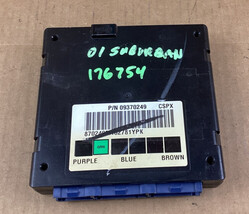 01 SUBURBAN
176754
P/N 09370249 CSPX
PURPLE BLUE BROWN